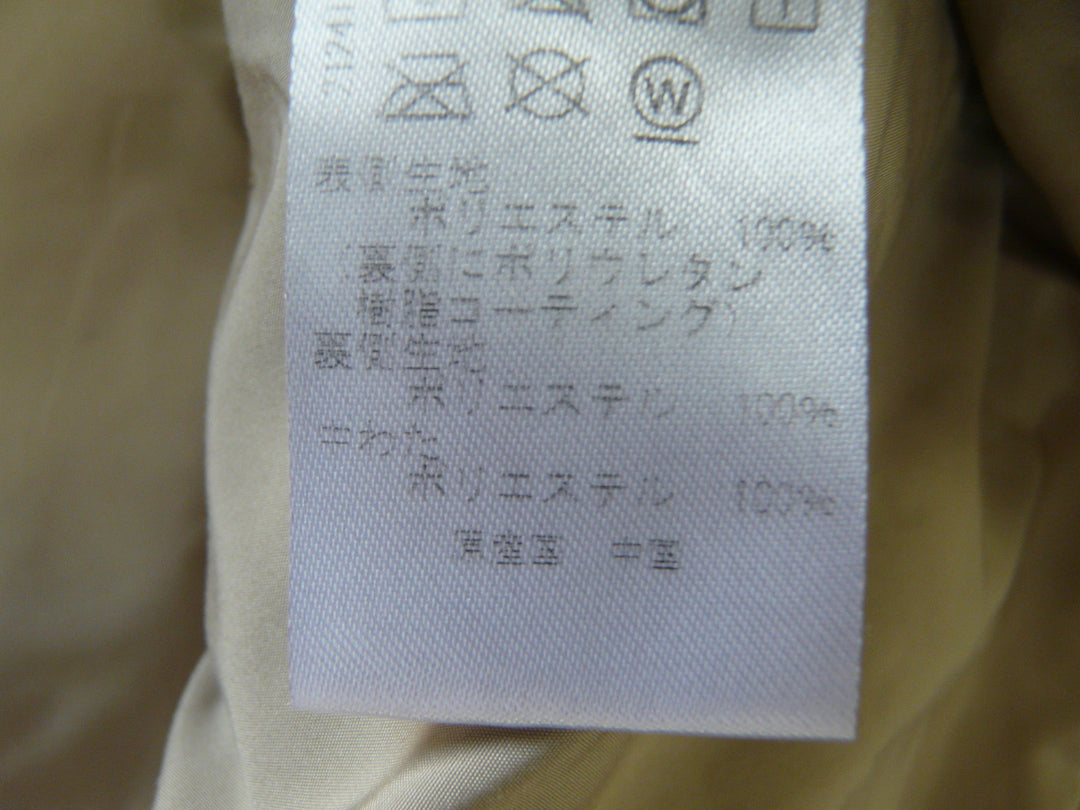 W
表側生地
ポリエステル 100%
(裏側にポリウレタン
樹脂コーティング)
裏側生地
ポリエステル 100%
中わた
ポリエステル 100%
原産国 中国